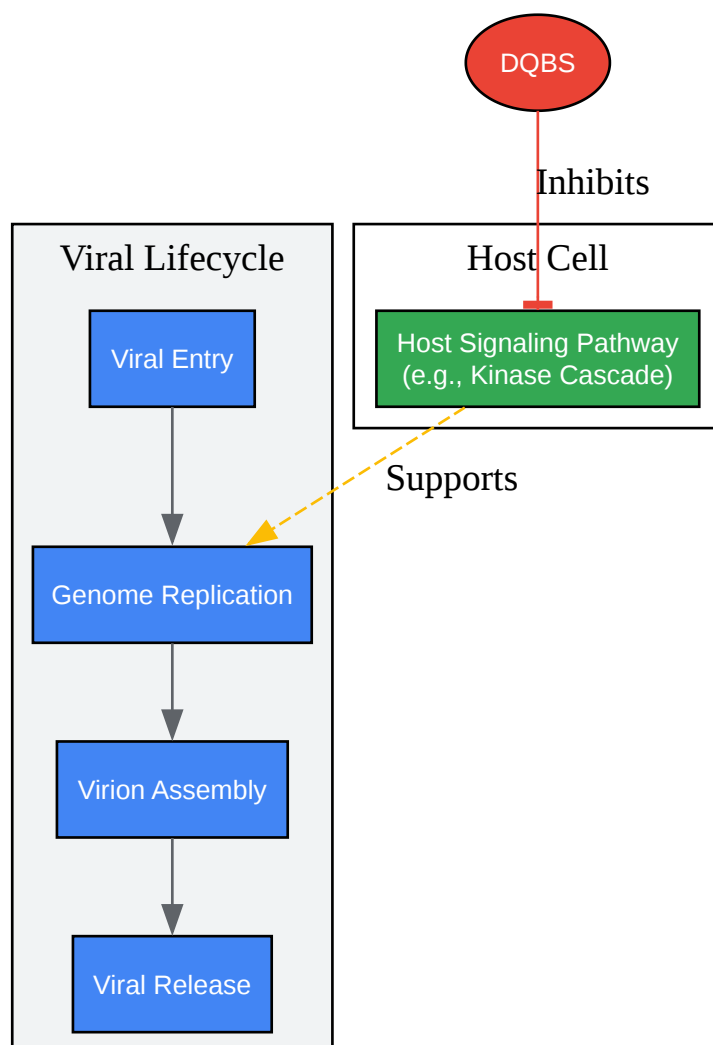 DQBS
Inhibits
Viral Lifecycle
Host Cell
Viral Entry
Host Signaling Pathway
(e.g., Kinase Cascade)
Supports
Genome Replication
Virion Assembly
Viral Release